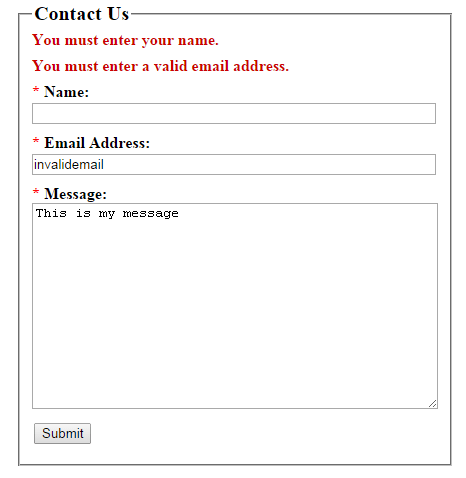 Contact Us
You must enter your name.
You must enter a valid email address.
* Name:
* Email Address:
invalidemail
* Message:
This is my message
Submit